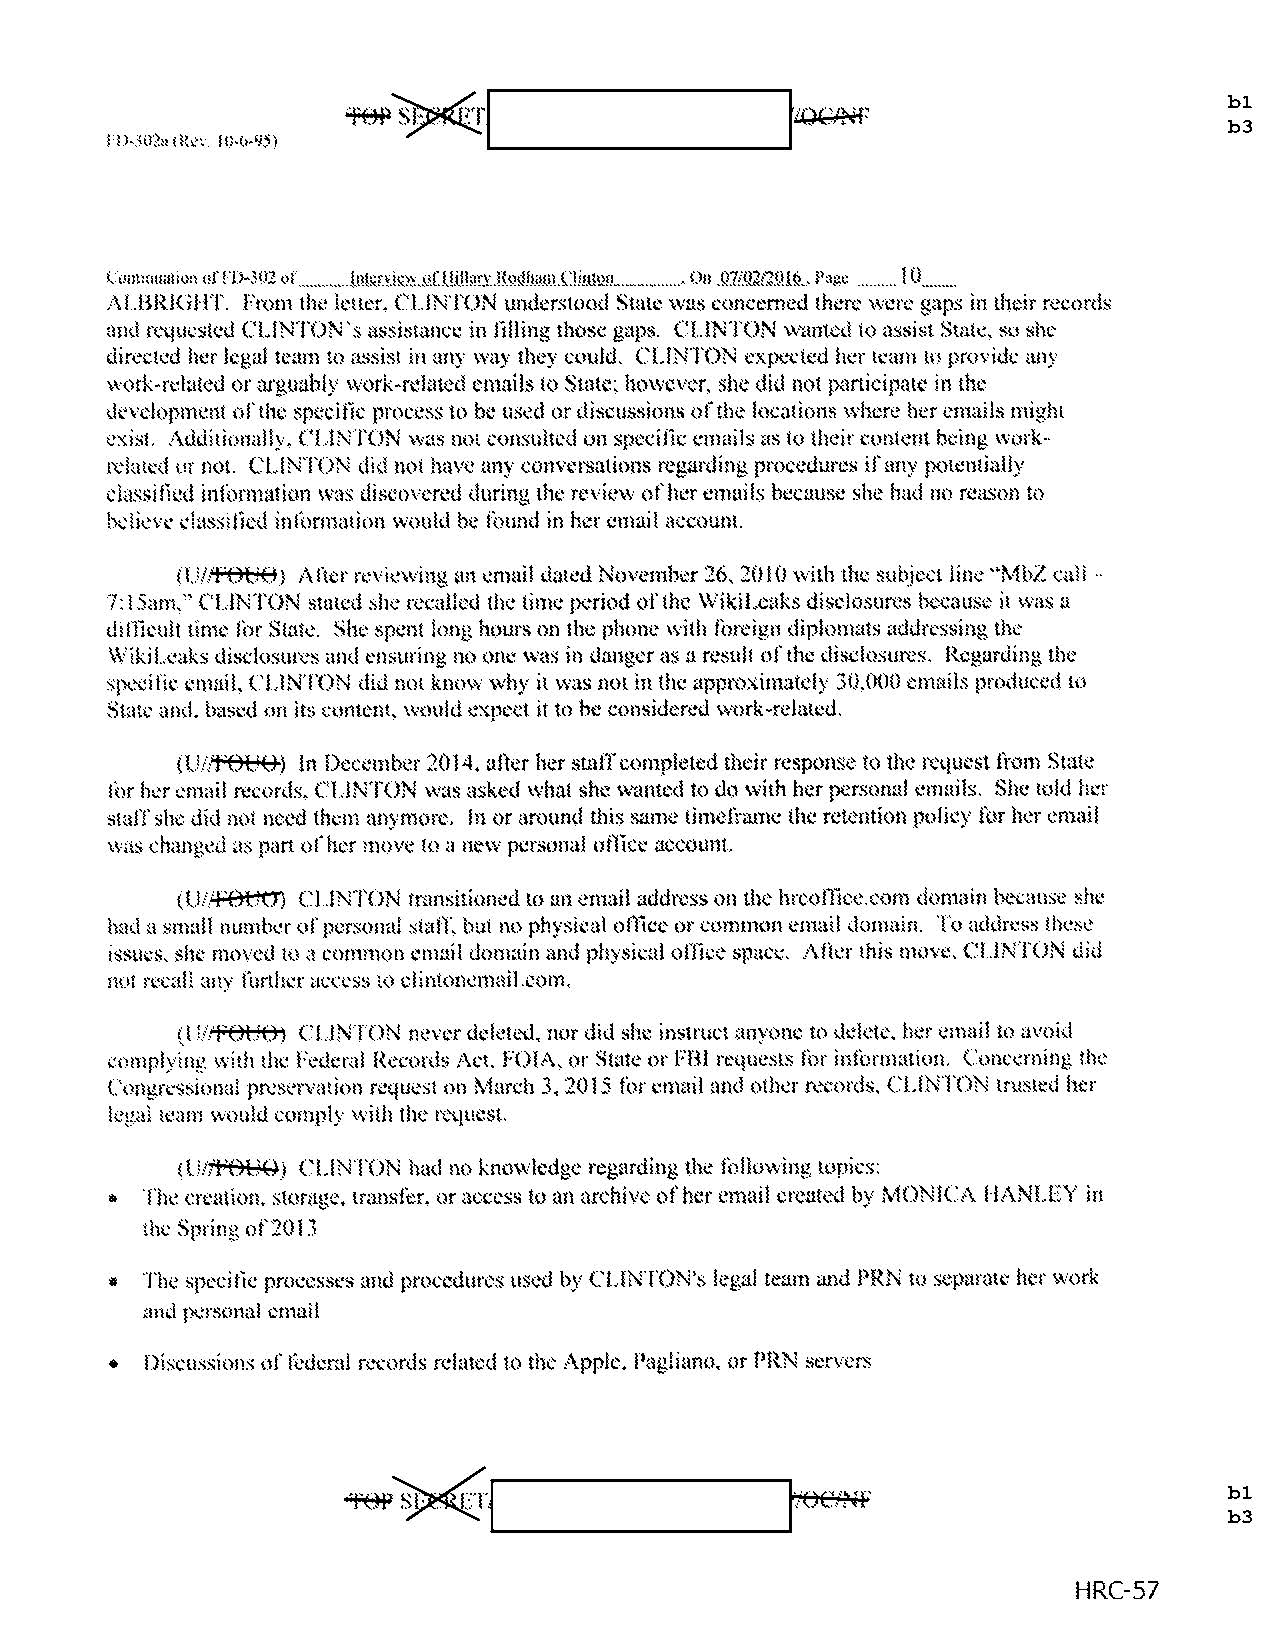 TOP SECRET /OC/NF
b1
b3
FD-302a (Rev. 10-6-95)
Continuation of FD-302 of Interview of Hillary Rodham Clinton , On 07/02/2016 , Page 10
ALBRIGHT. From the letter, CLINTON understood State was concerned there were gaps in their records
and requested CLINTON's assistance in filling those gaps. CLINTON wanted to assist State, so she
directed her legal team to assist in any way they could. CLINTON expected her team to provide any
work-related or arguably work-related emails to State; however, she did not participate in the
development of the specific process to be used or discussions of the locations where her emails might
exist. Additionally, CLINTON was not consulted on specific emails as to their content being work-
related or not. CLINTON did not have any conversations regarding procedures if any potentially
classified information was discovered during the review of her emails because she had no reason to
believe classified information would be found in her email account.
(U//FOUO) After reviewing an email dated November 26, 2010 with the subject line "MbZ call -
7:15am," CLINTON stated she recalled the time period of the WikiLeaks disclosures because it was a
difficult time for State. She spent long hours on the phone with foreign diplomats addressing the
WikiLeaks disclosures and ensuring no one was in danger as a result of the disclosures. Regarding the
specific email, CLINTON did not know why it was not in the approximately 30,000 emails produced to
State and, based on its content, would expect it to be considered work-related.
(U//FOUO) In December 2014, after her staff completed their response to the request from State
for her email records, CLINTON was asked what she wanted to do with her personal emails. She told her
staff she did not need them anymore. In or around this same timeframe the retention policy for her email
was changed as part of her move to a new personal office account.
(U//FOUO) CLINTON transitioned to an email address on the hrcoffice.com domain because she
had a small number of personal staff, but no physical office or common email domain. To address these
issues, she moved to a common email domain and physical office space. After this move, CLINTON did
not recall any further access to clintonemail.com.
(U//FOUO) CLINTON never deleted, nor did she instruct anyone to delete, her email to avoid
complying with the Federal Records Act, FOIA, or State or FBI requests for information. Concerning the
Congressional preservation request on March 3, 2015 for email and other records, CLINTON trusted her
legal team would comply with the request.
(U//FOUO) CLINTON had no knowledge regarding the following topics:
• The creation, storage, transfer, or access to an archive of her email created by MONICA HANLEY in
the Spring of 2013
• The specific processes and procedures used by CLINTON's legal team and PRN to separate her work
and personal email
• Discussions of federal records related to the Apple, Pagliano, or PRN servers
TOP SECRET/ /OC/NF
b1
b3
HRC-57